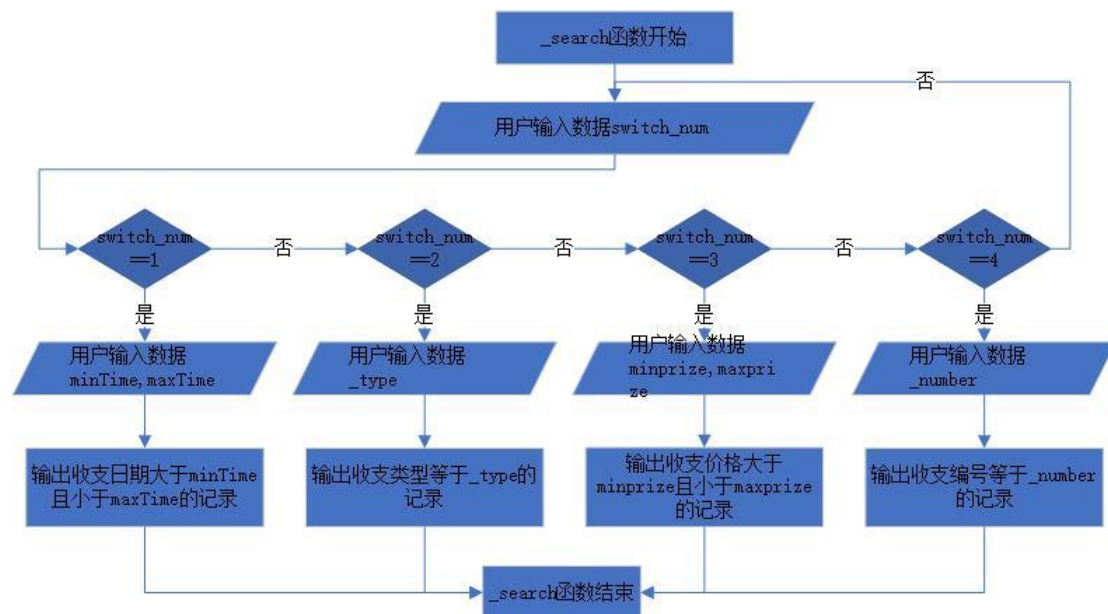 _search函数开始
否
用户输入数据switch_num
switch_num
==1
否
switch_num
==2
否
switch_num
==3
否
switch_num
==4
是
是
是
是
用户输入数据
minTime,maxTime
用户输入数据
_type
用户输入数据
minprize,maxpri
ze
用户输入数据
_number
输出收支日期大于minTime
且小于maxTime的记录
输出收支类型等于_type的
记录
输出收支价格大于
minprize且小于maxprize
的记录
输出收支编号等于_number
的记录
_search函数结束